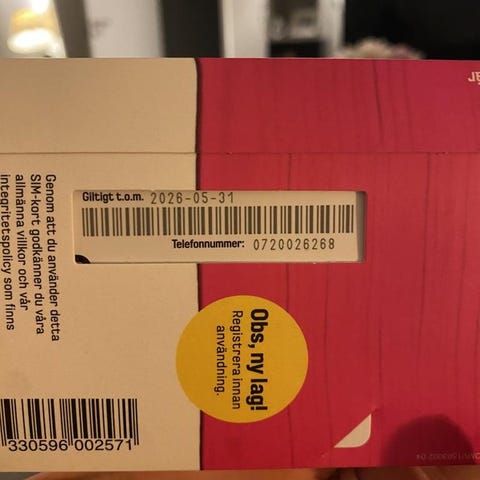 Giltigt t.o.m. 2026-05-31
Telefonnummer: 0720026268
Genom att du använder detta
SIM-kort godkänner du våra
allmänna villkor och vår
integritetspolicy som finns
Obs, ny lag!
Registrera innan
användning.
330596 002571
år